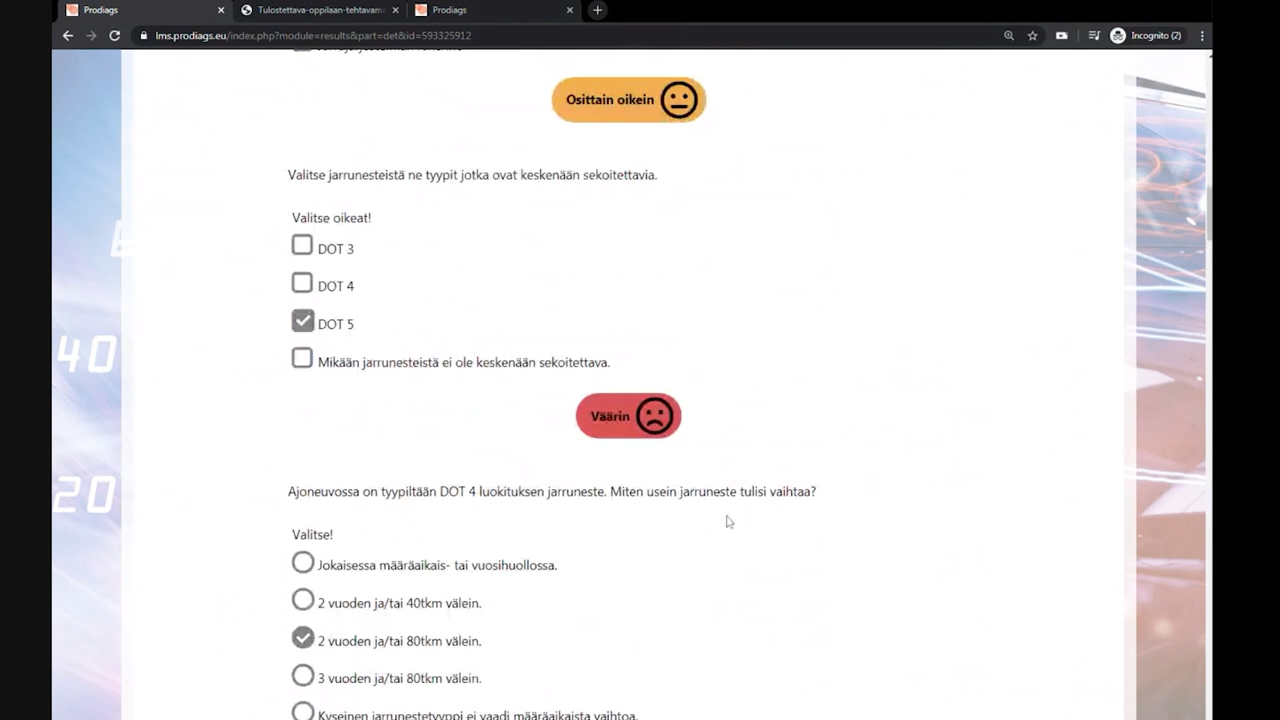 Prodiags
Tulostettava-oppilaan-tehtavama
Prodiags
lms.prodiags.eu/index.php?module=results&part=det&id=593325912
Incognito (2)
Osittain oikein
Valitse jarrunesteistä ne tyypit jotka ovat keskenään sekoitettavia.
Valitse oikeat!
DOT 3
DOT 4
DOT 5
Mikään jarrunesteistä ei ole keskenään sekoitettava.
40
Väärin
20
Ajoneuvossa on tyypiltään DOT 4 luokituksen jarruneste. Miten usein jarruneste tulisi vaihtaa?
Valitse!
Jokaisessa määräaikais- tai vuosihuollossa.
2 vuoden ja/tai 40tkm välein.
2 vuoden ja/tai 80tkm välein.
3 vuoden ja/tai 80tkm välein.
Kyseinen jarrunestetyyppi ei vaadi määräaikaista vaihtoa.